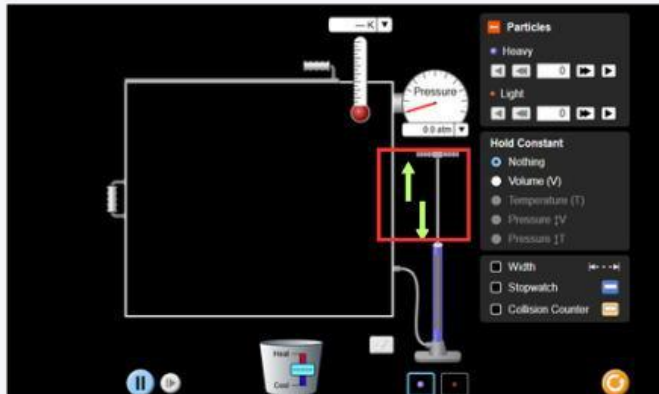 — K
Pressure
0.0 atm
Particles
Heavy
0
Light
0
Hold Constant
Nothing
Volume (V)
Temperature (T)
Pressure ↕V
Pressure ↕T
Width
Stopwatch
Collision Counter
Heat
Cool